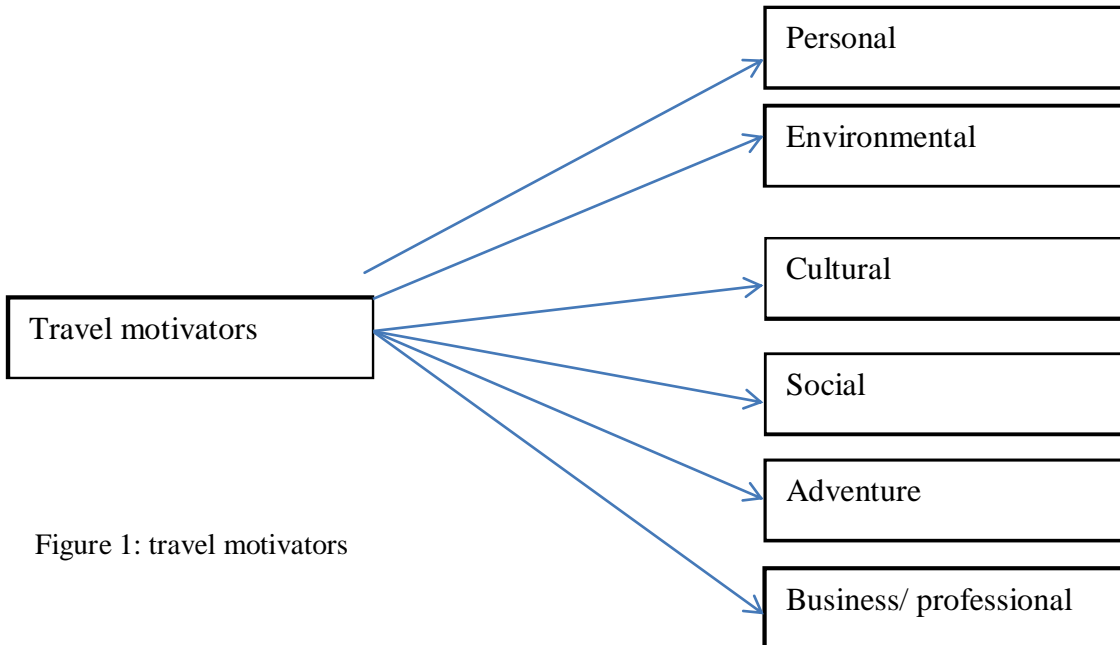 Personal
Environmental
Cultural
Travel motivators
Social
Adventure
Figure 1: travel motivators
Business/ professional